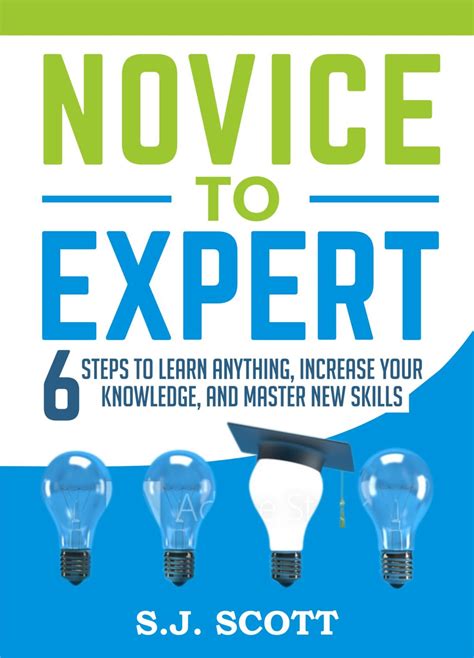 NOVICE
TO
EXPERT
6 STEPS TO LEARN ANYTHING, INCREASE YOUR
KNOWLEDGE, AND MASTER NEW SKILLS
S.J. SCOTT